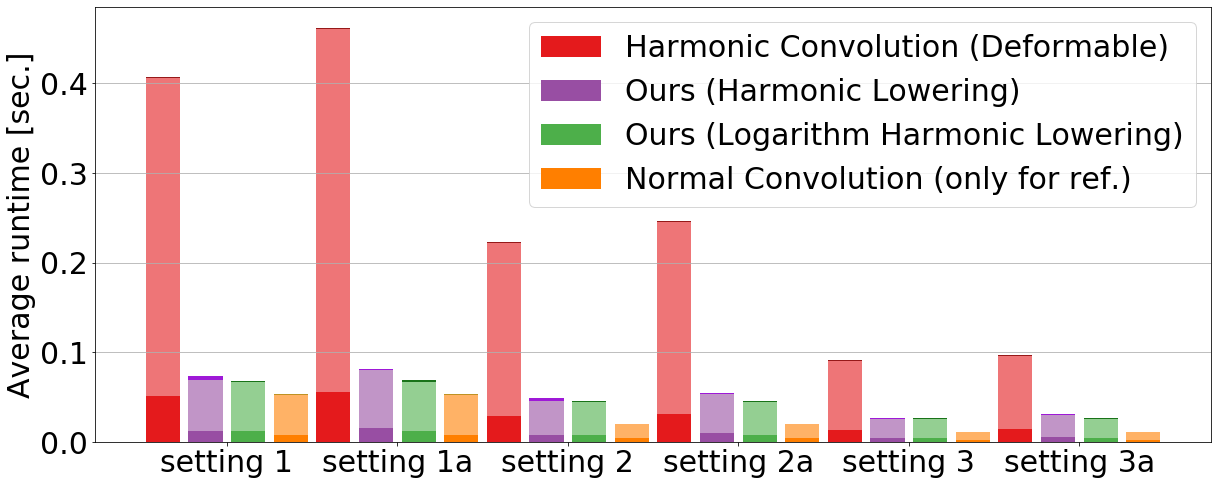 Average runtime [sec.]
0.4
0.3
0.2
0.1
0.0
Harmonic Convolution (Deformable)
Ours (Harmonic Lowering)
Ours (Logarithm Harmonic Lowering)
Normal Convolution (only for ref.)
setting 1
setting 1a
setting 2
setting 2a
setting 3
setting 3a